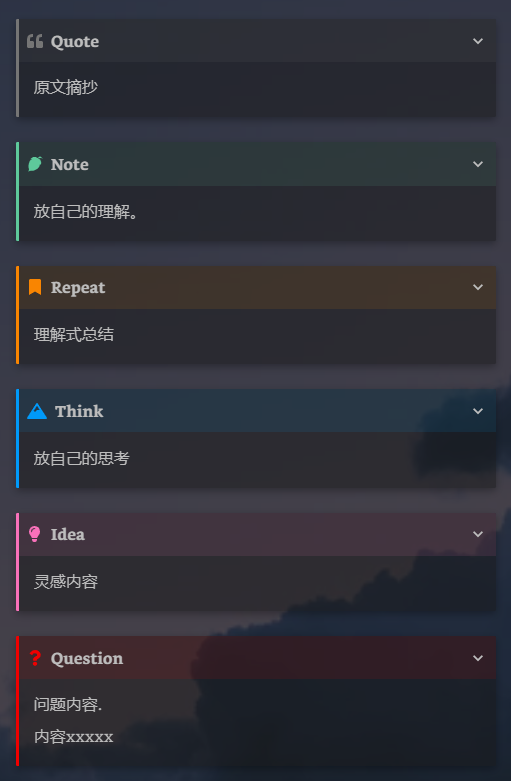 Quote
原文摘抄
Note
放自己的理解。
Repeat
理解式总结
Think
放自己的思考
Idea
灵感内容
Question
问题内容.
内容xxxxx